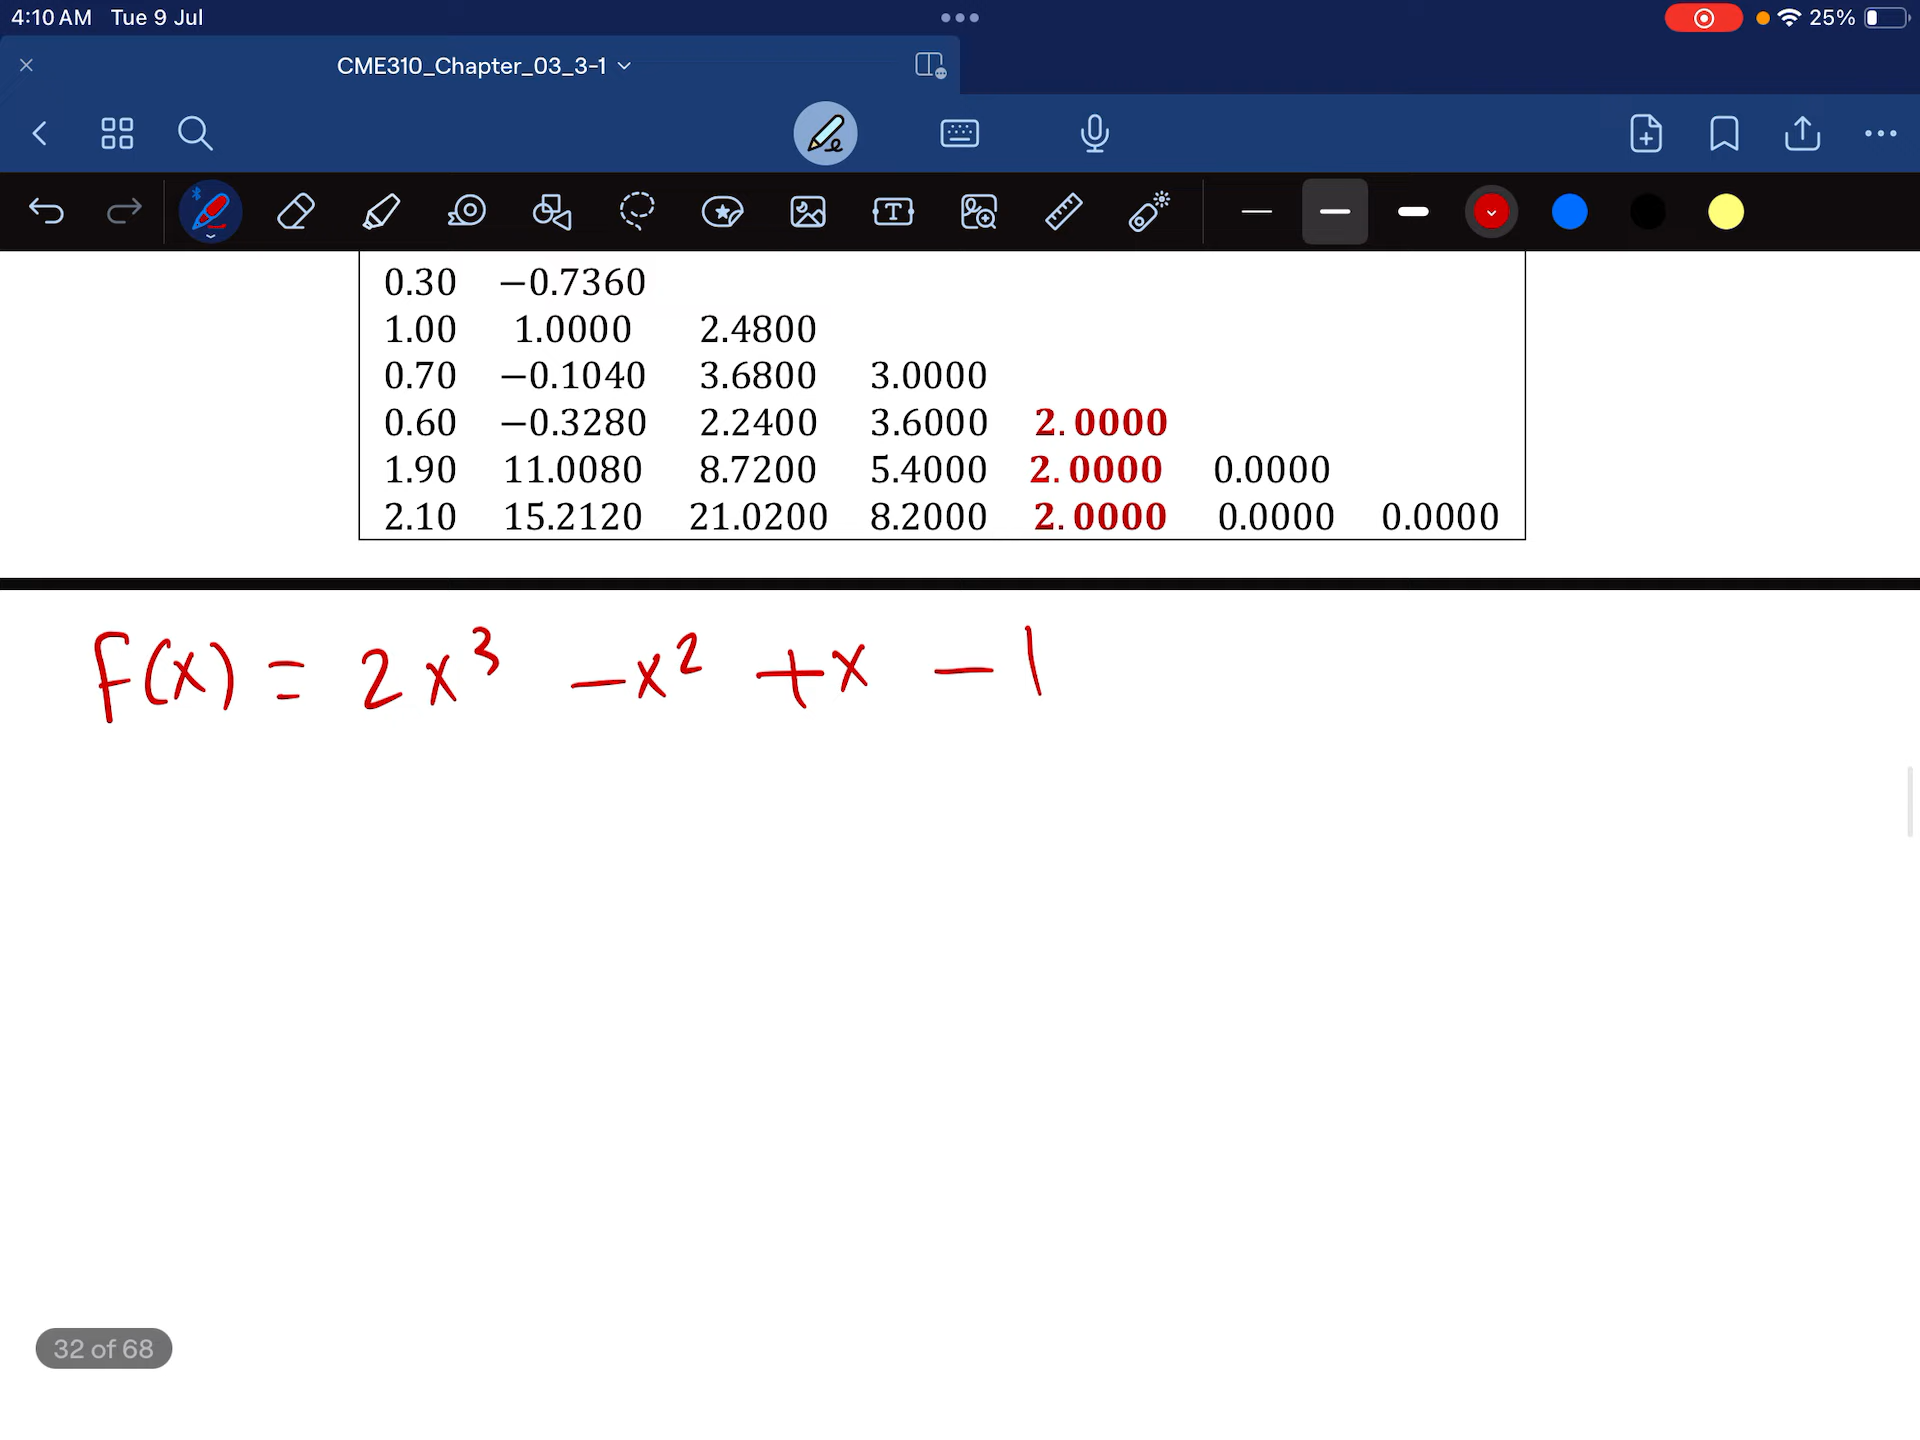 4:10 AM Tue 9 Jul 25%
CME310_Chapter_03_3-1
0.30 −0.7360
1.00 1.0000 2.4800
0.70 −0.1040 3.6800 3.0000
0.60 −0.3280 2.2400 3.6000 2.0000
1.90 11.0080 8.7200 5.4000 2.0000 0.0000
2.10 15.2120 21.0200 8.2000 2.0000 0.0000 0.0000
F(x) = 2x³ −x² +x −1
32 of 68